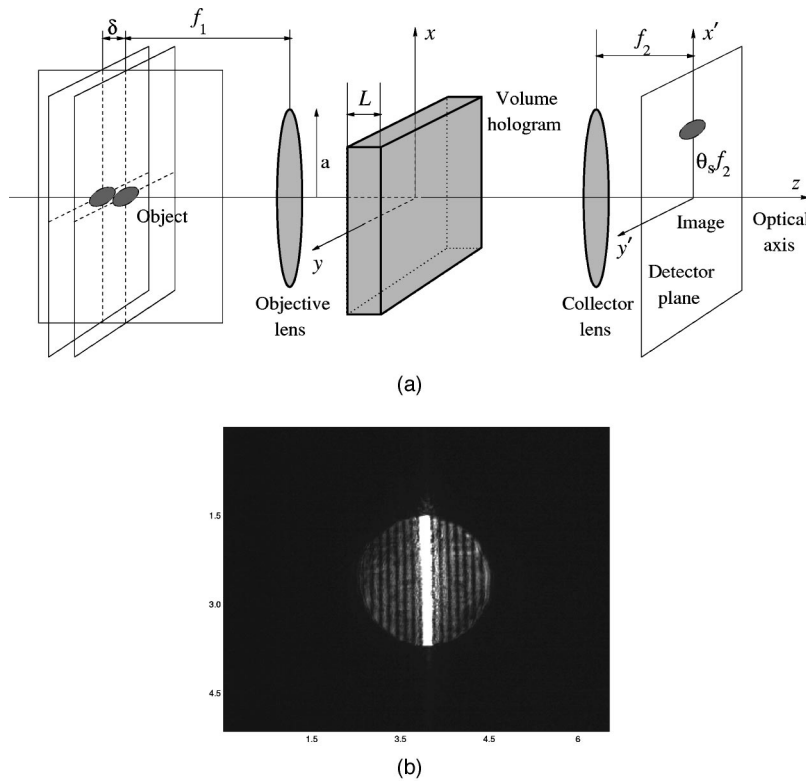 δ
f1
a
L
x
Volume
hologram
f2
x′
θsf2
z
Object
y
Objective
lens
Collector
lens
y′
Image
Detector
plane
Optical
axis
(a)
1.5
3.0
4.5
1.5
3.5
4.5
6
(b)